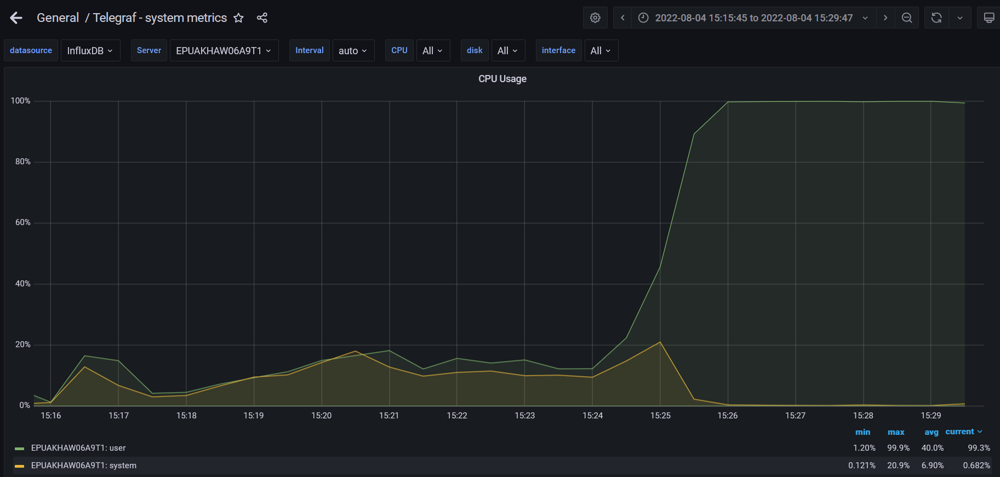 General / Telegraf - system metrics 2022-08-04 15:15:45 to 2022-08-04 15:29:47
datasource InfluxDB Server EPUAKHAW06A9T1 Interval auto CPU All disk All interface All
CPU Usage
100%
80%
60%
40%
20%
0%
15:16 15:17 15:18 15:19 15:20 15:21 15:22 15:23 15:24 15:25 15:26 15:27 15:28 15:29
min max avg current
EPUAKHAW06A9T1: user 1.20% 99.9% 40.0% 99.3%
EPUAKHAW06A9T1: system 0.121% 20.9% 6.90% 0.682%